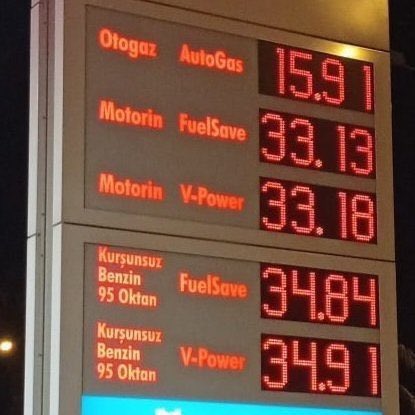 Otogaz AutoGas 15.91
Motorin FuelSave 33.13
Motorin V-Power 33.18
Kurşunsuz
Benzin
95 Oktan FuelSave 34.84
Kurşunsuz
Benzin
95 Oktan V-Power 34.91